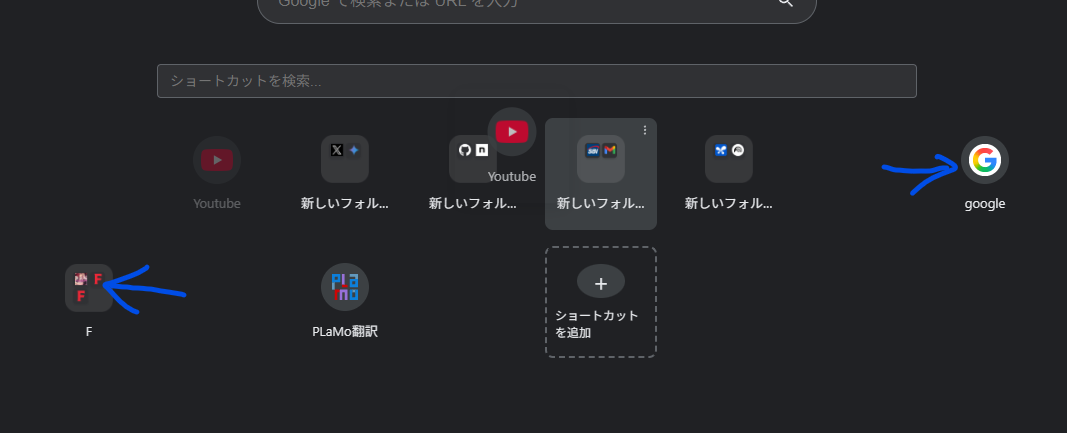 Google で検索または URL を入力
ショートカットを検索...
Youtube
新しいフォル...
新しいフォル...
Youtube
新しいフォル...
新しいフォル...
google
F
F
F
PLaMo翻訳
ショートカット
を追加